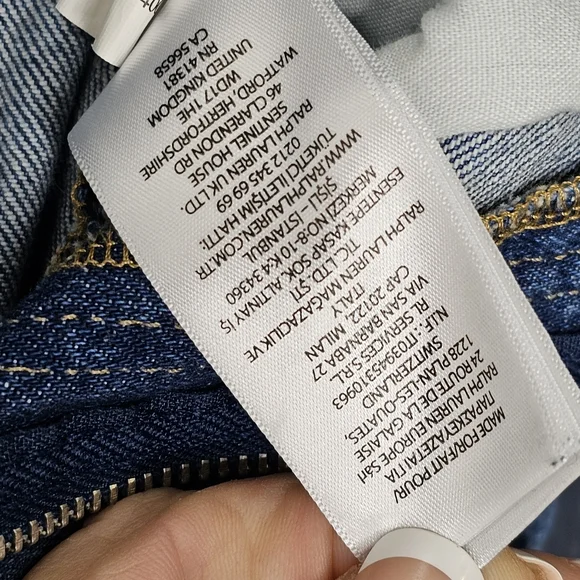 MADE FOR/FAIT POUR/
ΠΑΡΑΣΚΕΥΑΖΕΤΑΙ ΓΙΑ
RALPH LAUREN EUROPE Sàrl
24 ROUTE DE LA GALAISE
1228 PLAN-LES-OUATES,
SWITZERLAND
N.I.F.: IT03945310963
RL SERVICES S.R.L.
VIA SAN BARNABA 27
CAP 20122, MILAN
ITALY
RALPH LAUREN MAĞAZACILIK VE
TIC. LTD. ŞTİ
ESENTEPE KASAP SOK. ALTINAY İŞ
MERKEZİ NO:8-10 K:4 34360
ŞİŞLİ - İSTANBUL
WWW.RALPHLAUREN.COM.TR
TÜKETİCİ İLETİŞİM HATTI:
0212 345 69 69
RALPH LAUREN UK LTD.
SENTINEL HOUSE
46 CLARENDON RD
WATFORD HERTFORDSHIRE
WD17 1HE
UNITED KINGDOM
RN 41381
CA 56658